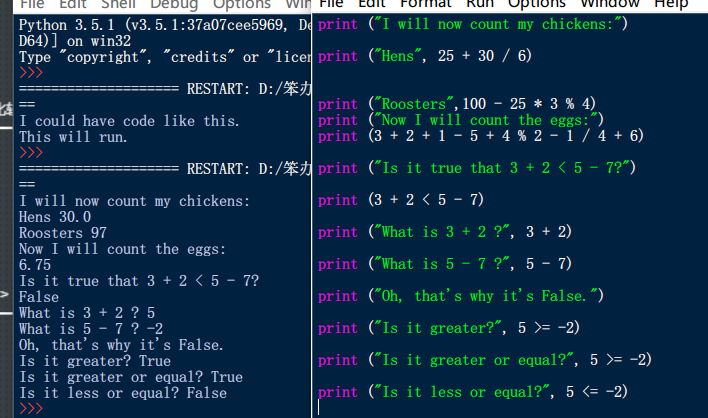 File Edit Shell Debug Options Win
Python 3.5.1 (v3.5.1:37a07cee5969, De
D64)] on win32
Type "copyright", "credits" or "licen
>>>
==================== RESTART: D:/笨办
==
I could have code like this.
This will run.
>>>
==================== RESTART: D:/笨办
==
I will now count my chickens:
Hens 30.0
Roosters 97
Now I will count the eggs:
6.75
Is it true that 3 + 2 < 5 - 7?
False
What is 3 + 2 ? 5
What is 5 - 7 ? -2
Oh, that's why it's False.
Is it greater? True
Is it greater or equal? True
Is it less or equal? False
>>>
File Edit Format Run Options Window Help
print ("I will now count my chickens:")
print ("Hens", 25 + 30 / 6)
print ("Roosters",100 - 25 * 3 % 4)
print ("Now I will count the eggs:")
print (3 + 2 + 1 - 5 + 4 % 2 - 1 / 4 + 6)
print ("Is it true that 3 + 2 < 5 - 7?")
print (3 + 2 < 5 - 7)
print ("What is 3 + 2 ?", 3 + 2)
print ("What is 5 - 7 ?", 5 - 7)
print ("Oh, that's why it's False.")
print ("Is it greater?", 5 >= -2)
print ("Is it greater or equal?", 5 >= -2)
print ("Is it less or equal?", 5 <= -2)